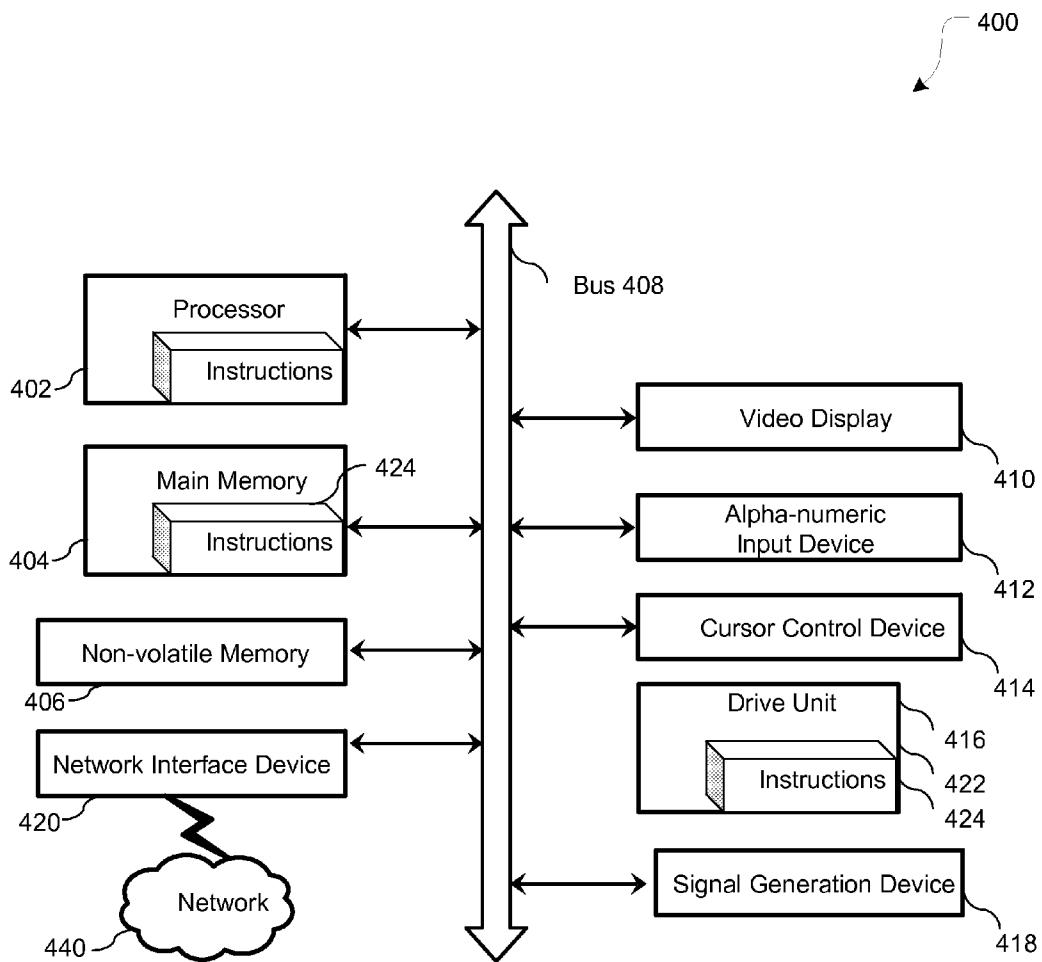 400
Bus 408
Processor
Instructions
402
Main Memory
424
Instructions
404
Non-volatile Memory
406
Network Interface Device
420
Network
440
Video Display
410
Alpha-numeric
Input Device
412
Cursor Control Device
414
Drive Unit
416
422
Instructions
424
Signal Generation Device
418